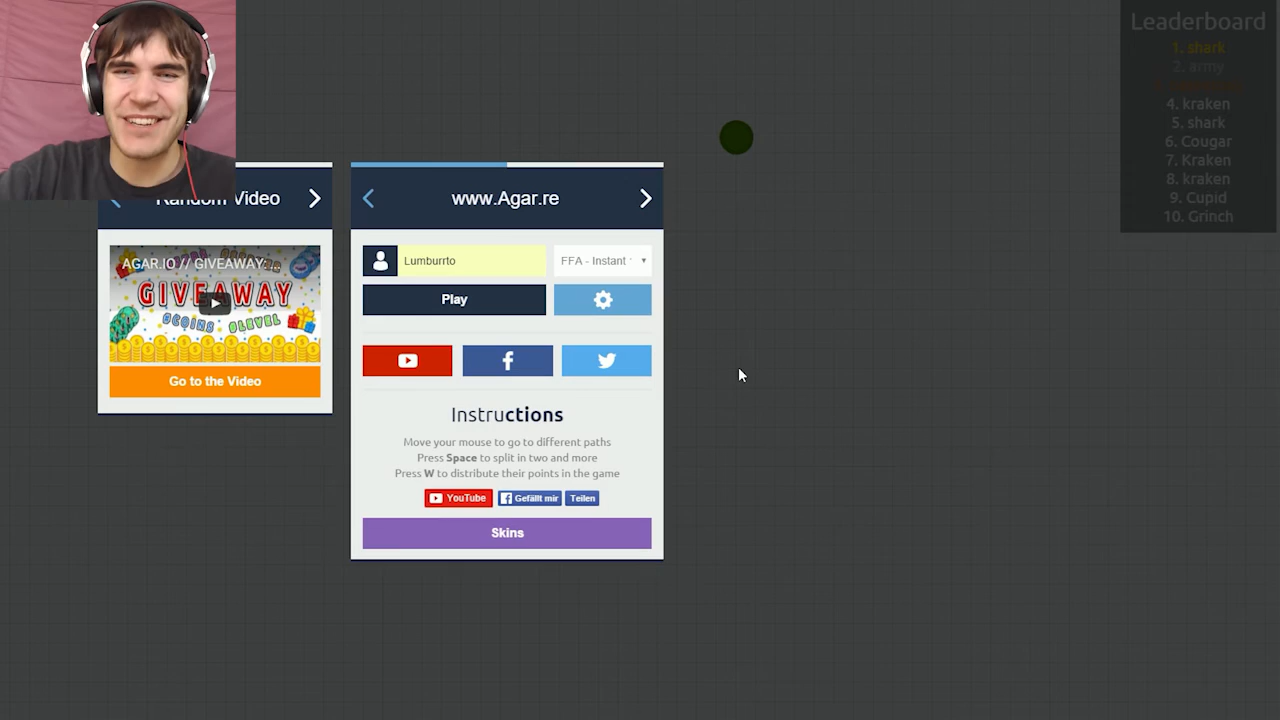 Leaderboard
1. shark
2. army
4. kraken
5. shark
6. Cougar
7. Kraken
8. kraken
9. Cupid
10. Grinch
Random Video
AGAR.IO // GIVEAWAY: ...
GIVEAWAY
#COINS #LEVEL
Go to the Video
www.Agar.re
Lumburrto
FFA - Instant
Play
Instructions
Move your mouse to go to different paths
Press Space to split in two and more
Press W to distribute their points in the game
YouTube Gefällt mir Teilen
Skins